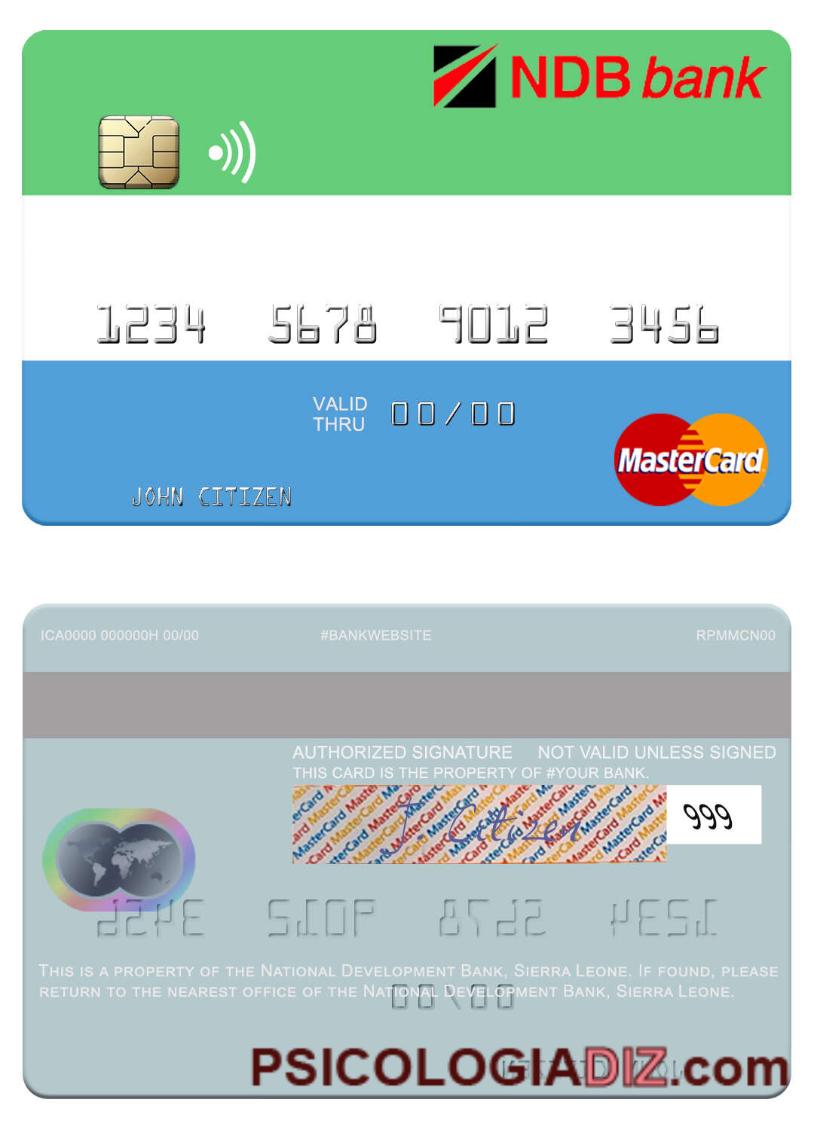 NDB bank
1234 5678 9012 3456
VALID
THRU 00/00
MasterCard
JOHN CITIZEN
ICA0000 000000H 00/00 #BANKWEBSITE RPMMCN00
AUTHORIZED SIGNATURE NOT VALID UNLESS SIGNED
THIS CARD IS THE PROPERTY OF #YOUR BANK.
J Citizen 999
THIS IS A PROPERTY OF THE NATIONAL DEVELOPMENT BANK, SIERRA LEONE. IF FOUND, PLEASE
RETURN TO THE NEAREST OFFICE OF THE NATIONAL DEVELOPMENT BANK, SIERRA LEONE.
PSICOLOGIADIZ.com